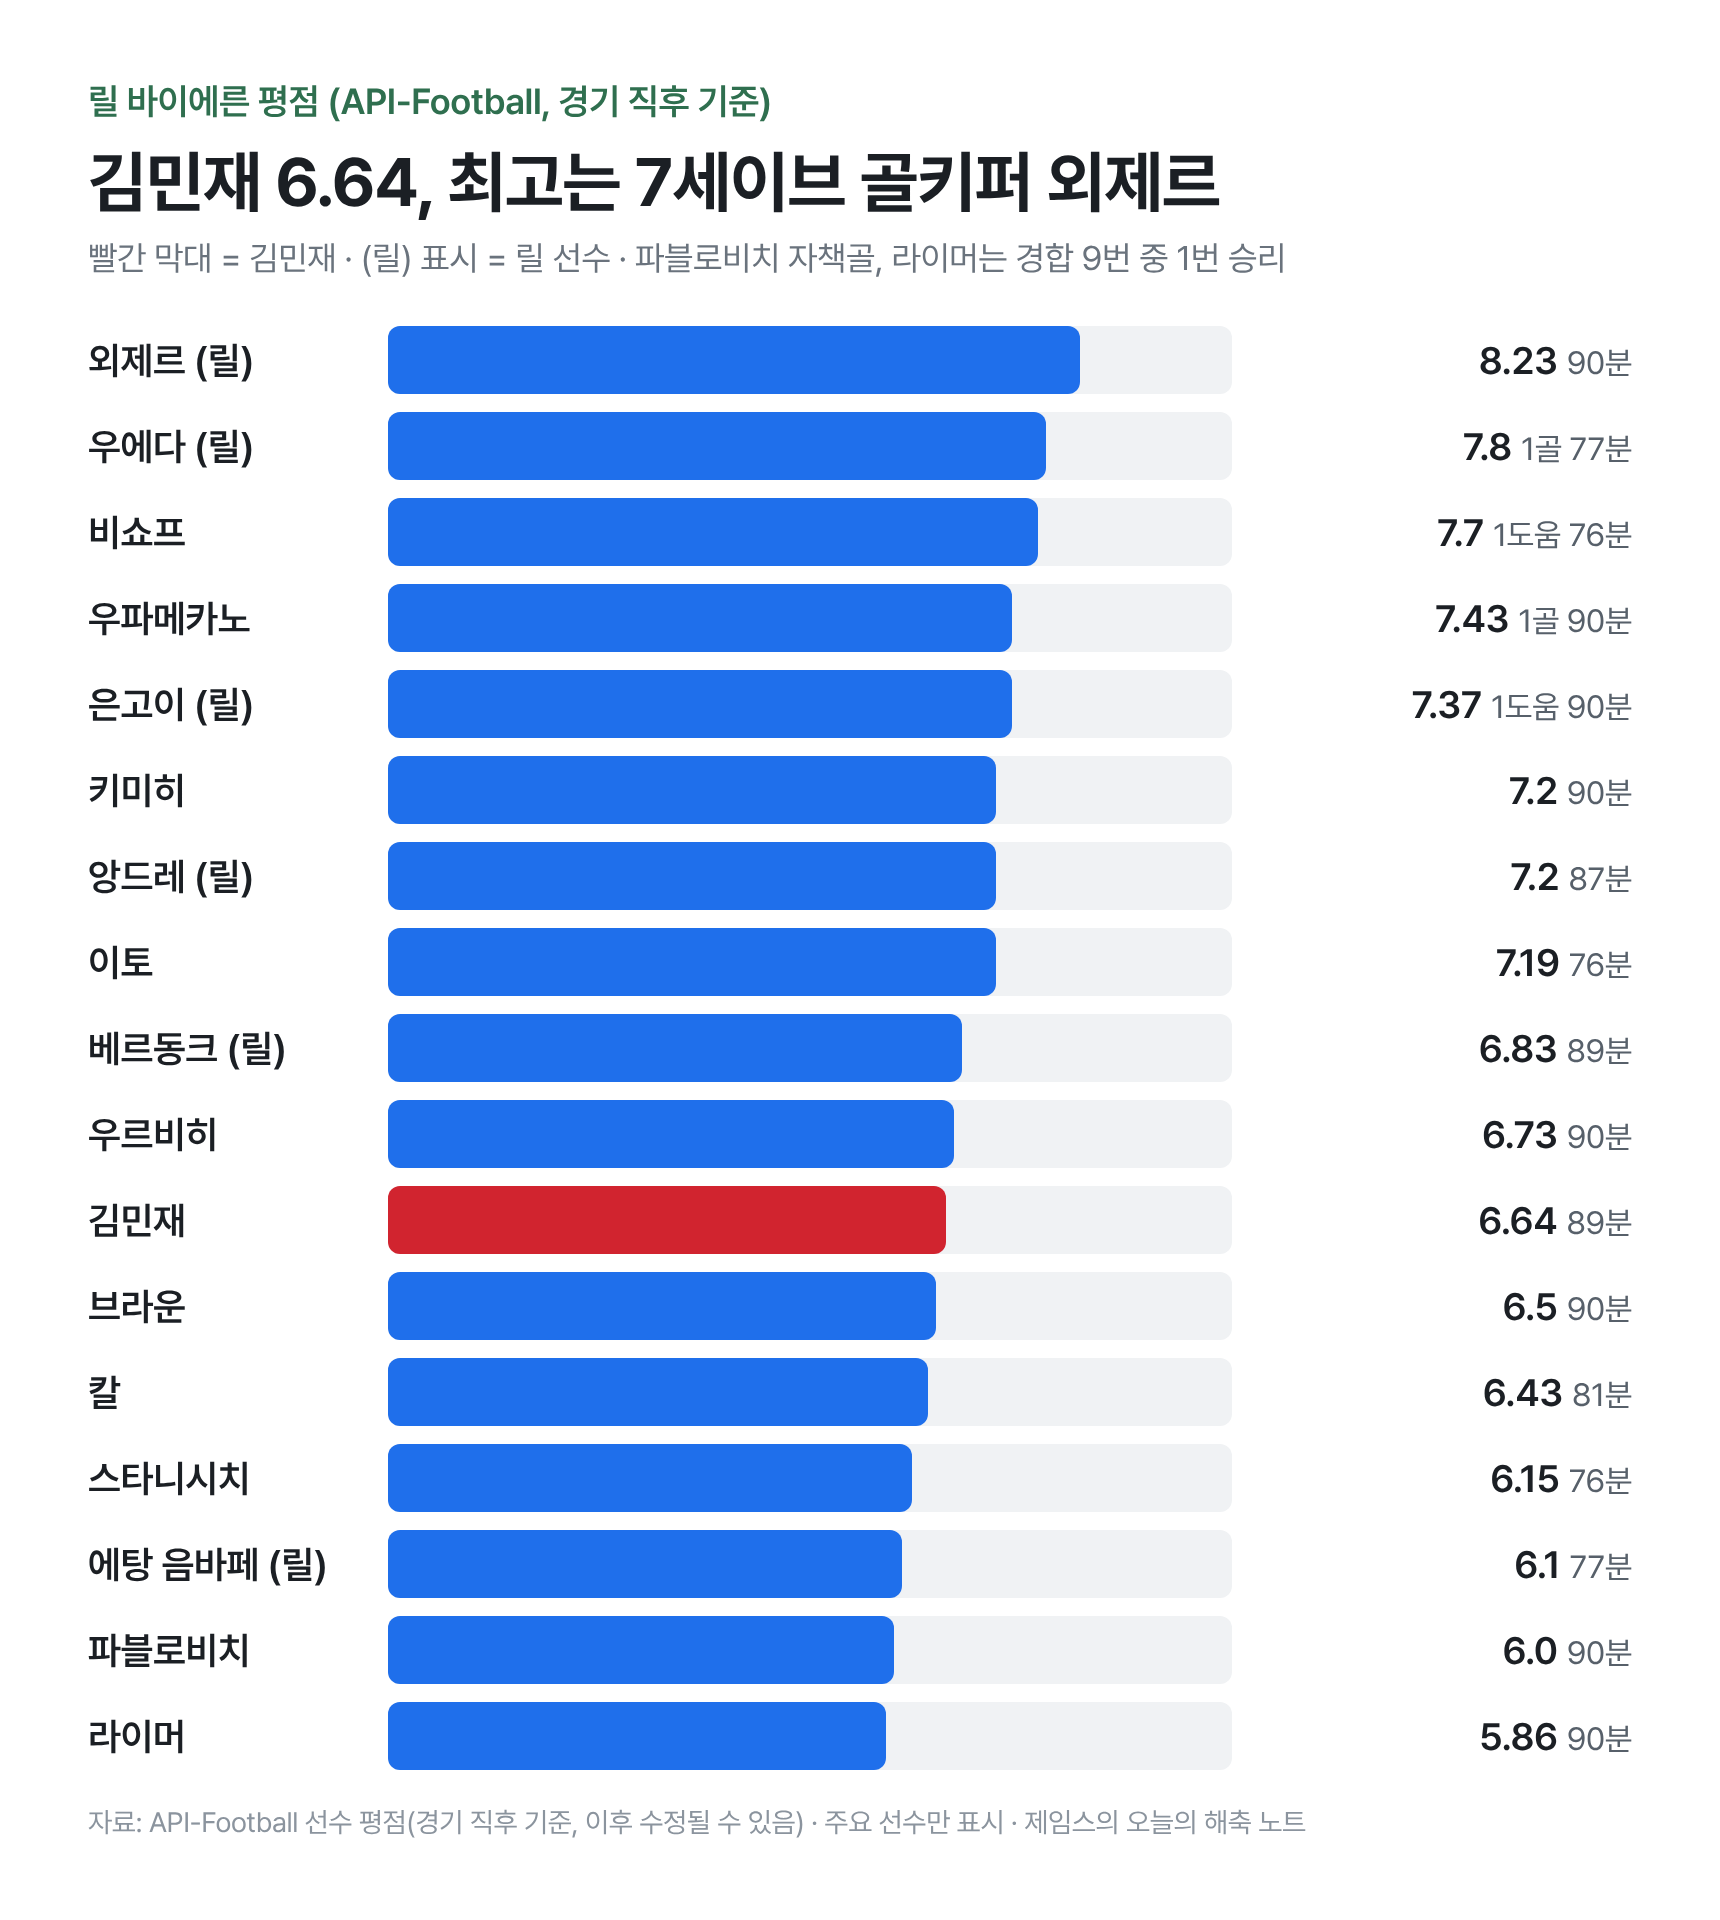 릴 바이에른 평점 (API-Football, 경기 직후 기준)
김민재 6.64, 최고는 7세이브 골키퍼 외제르
빨간 막대 = 김민재 · (릴) 표시 = 릴 선수 · 파블로비치 자책골, 라이머는 경합 9번 중 1번 승리
외제르 (릴) 8.23 90분
우에다 (릴) 7.8 1골 77분
비쇼프 7.7 1도움 76분
우파메카노 7.43 1골 90분
은고이 (릴) 7.37 1도움 90분
키미히 7.2 90분
앙드레 (릴) 7.2 87분
이토 7.19 76분
베르동크 (릴) 6.83 89분
우르비히 6.73 90분
김민재 6.64 89분
브라운 6.5 90분
칼 6.43 81분
스타니시치 6.15 76분
에탕 음바페 (릴) 6.1 77분
파블로비치 6.0 90분
라이머 5.86 90분
자료: API-Football 선수 평점(경기 직후 기준, 이후 수정될 수 있음) · 주요 선수만 표시 · 제임스의 오늘의 해축 노트